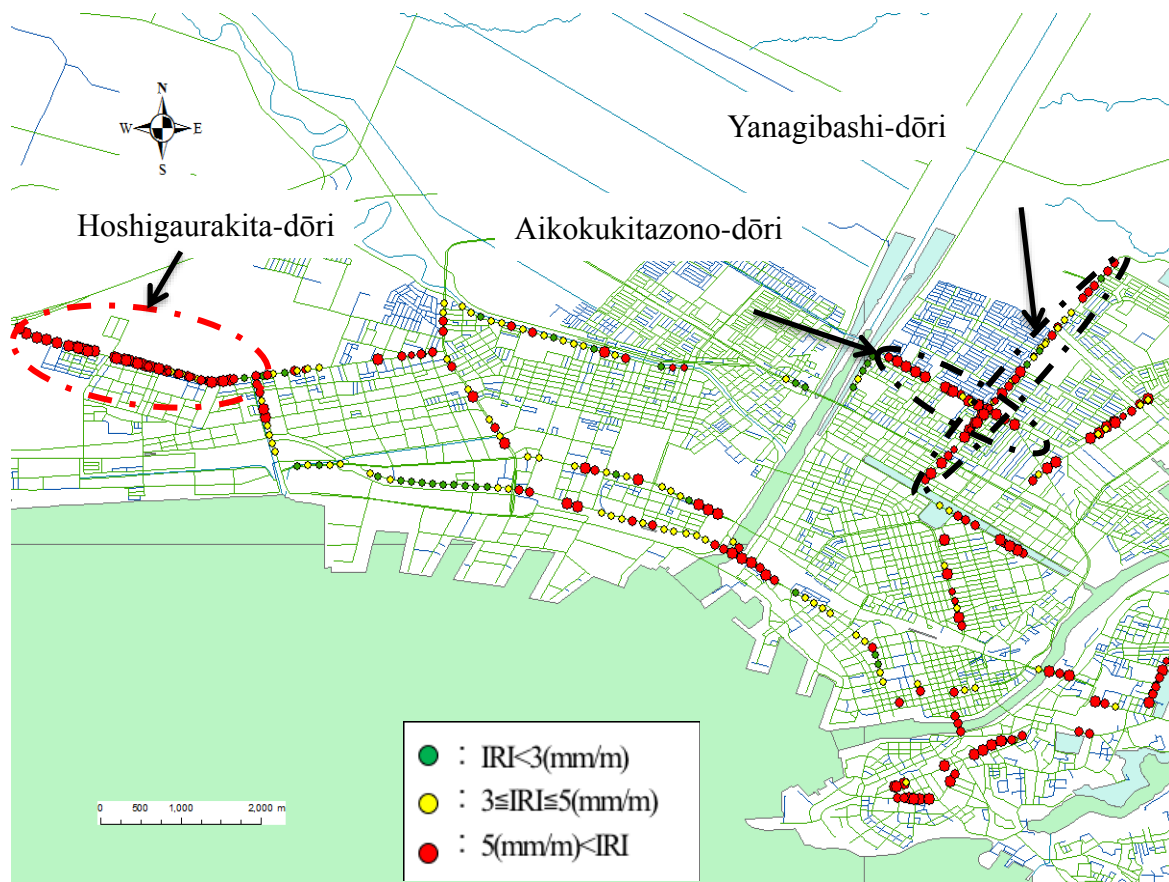 Yanagibashi-dōri
N
W E
S
Hoshigaurakita-dōri
Aikokukitazono-dōri
: IRI<3(mm/m)
: 3≦IRI≦5(mm/m)
: 5(mm/m)<IRI
0 500 1,000 2,000 m